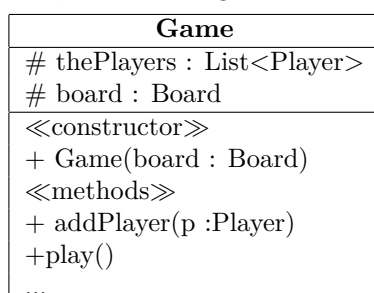 Game
# thePlayers : List<Player>
# board : Board
≪constructor≫
+ Game(board : Board)
≪methods≫
+ addPlayer(p :Player)
+play()
...